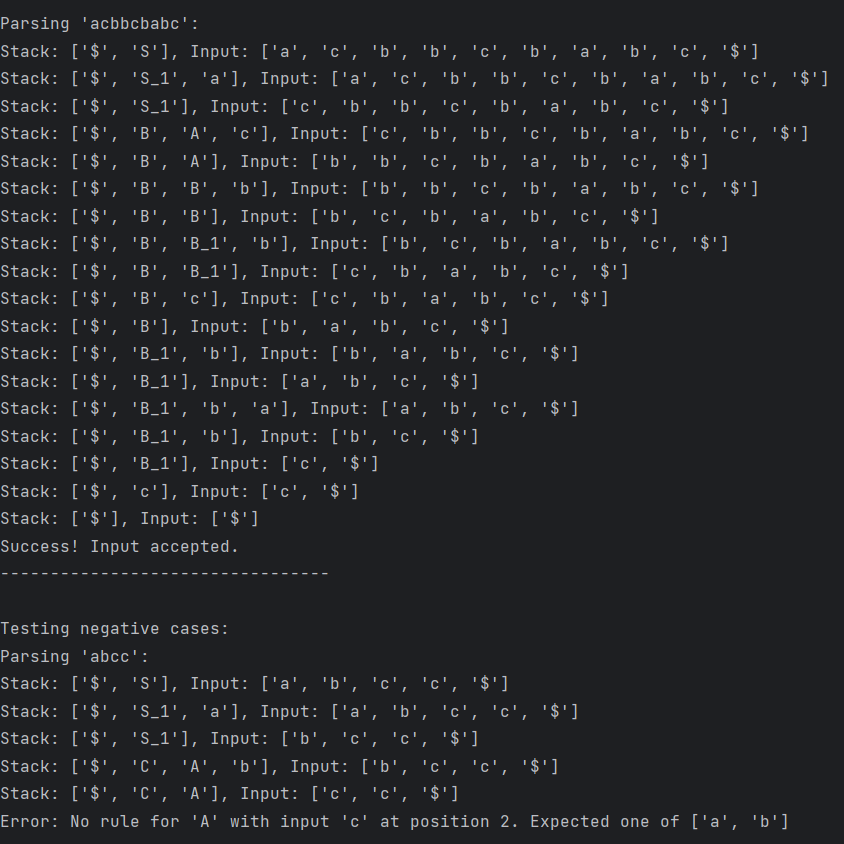 Parsing 'acbbcbabc':
Stack: ['$', 'S'], Input: ['a', 'c', 'b', 'b', 'c', 'b', 'a', 'b', 'c', '$']
Stack: ['$', 'S_1', 'a'], Input: ['a', 'c', 'b', 'b', 'c', 'b', 'a', 'b', 'c', '$']
Stack: ['$', 'S_1'], Input: ['c', 'b', 'b', 'c', 'b', 'a', 'b', 'c', '$']
Stack: ['$', 'B', 'A', 'c'], Input: ['c', 'b', 'b', 'c', 'b', 'a', 'b', 'c', '$']
Stack: ['$', 'B', 'A'], Input: ['b', 'b', 'c', 'b', 'a', 'b', 'c', '$']
Stack: ['$', 'B', 'B', 'b'], Input: ['b', 'b', 'c', 'b', 'a', 'b', 'c', '$']
Stack: ['$', 'B', 'B'], Input: ['b', 'c', 'b', 'a', 'b', 'c', '$']
Stack: ['$', 'B', 'B_1', 'b'], Input: ['b', 'c', 'b', 'a', 'b', 'c', '$']
Stack: ['$', 'B', 'B_1'], Input: ['c', 'b', 'a', 'b', 'c', '$']
Stack: ['$', 'B', 'c'], Input: ['c', 'b', 'a', 'b', 'c', '$']
Stack: ['$', 'B'], Input: ['b', 'a', 'b', 'c', '$']
Stack: ['$', 'B_1', 'b'], Input: ['b', 'a', 'b', 'c', '$']
Stack: ['$', 'B_1'], Input: ['a', 'b', 'c', '$']
Stack: ['$', 'B_1', 'b', 'a'], Input: ['a', 'b', 'c', '$']
Stack: ['$', 'B_1', 'b'], Input: ['b', 'c', '$']
Stack: ['$', 'B_1'], Input: ['c', '$']
Stack: ['$', 'c'], Input: ['c', '$']
Stack: ['$'], Input: ['$']
Success! Input accepted.
---------------------------------
Testing negative cases:
Parsing 'abcc':
Stack: ['$', 'S'], Input: ['a', 'b', 'c', 'c', '$']
Stack: ['$', 'S_1', 'a'], Input: ['a', 'b', 'c', 'c', '$']
Stack: ['$', 'S_1'], Input: ['b', 'c', 'c', '$']
Stack: ['$', 'C', 'A', 'b'], Input: ['b', 'c', 'c', '$']
Stack: ['$', 'C', 'A'], Input: ['c', 'c', '$']
Error: No rule for 'A' with input 'c' at position 2. Expected one of ['a', 'b']